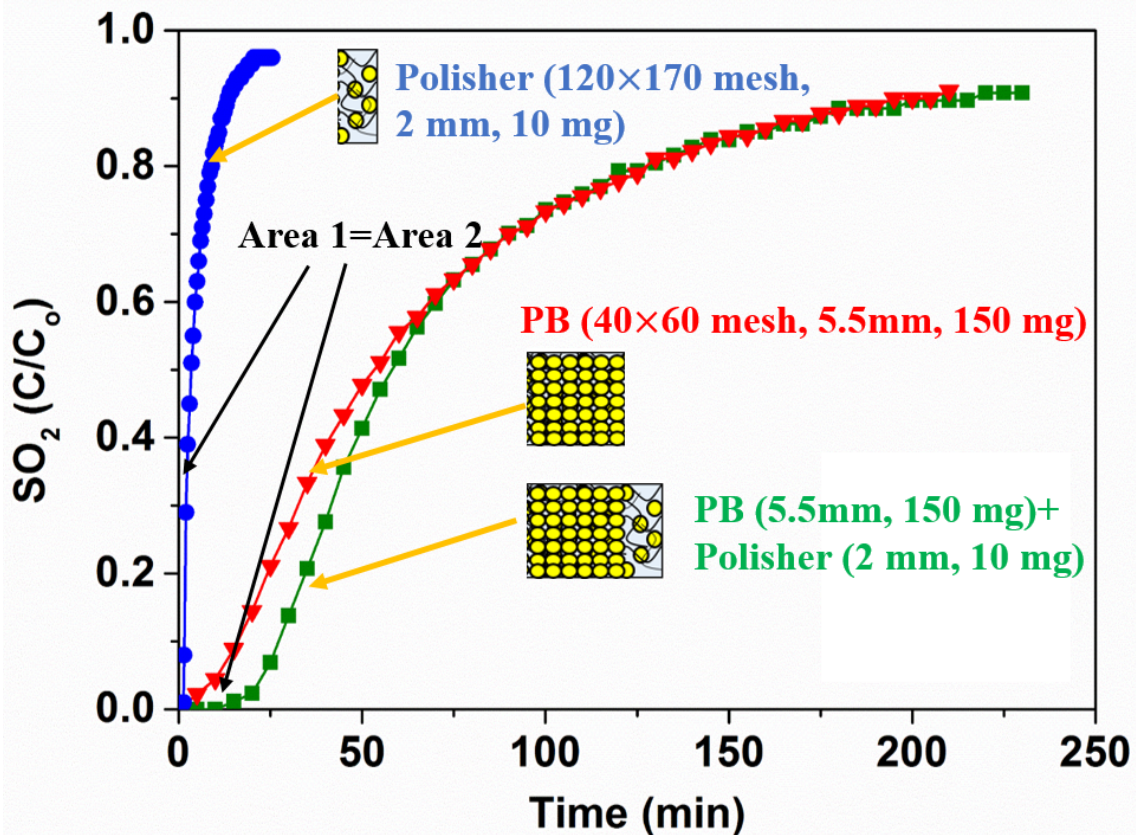 1.0
0.8
0.6
0.4
0.2
0.0
0
50
100
150
200
250
SO2 (C/Co)
Time (min)
Polisher (120×170 mesh,
2 mm, 10 mg)
Area 1=Area 2
PB (40×60 mesh, 5.5mm, 150 mg)
PB (5.5mm, 150 mg)+
Polisher (2 mm, 10 mg)